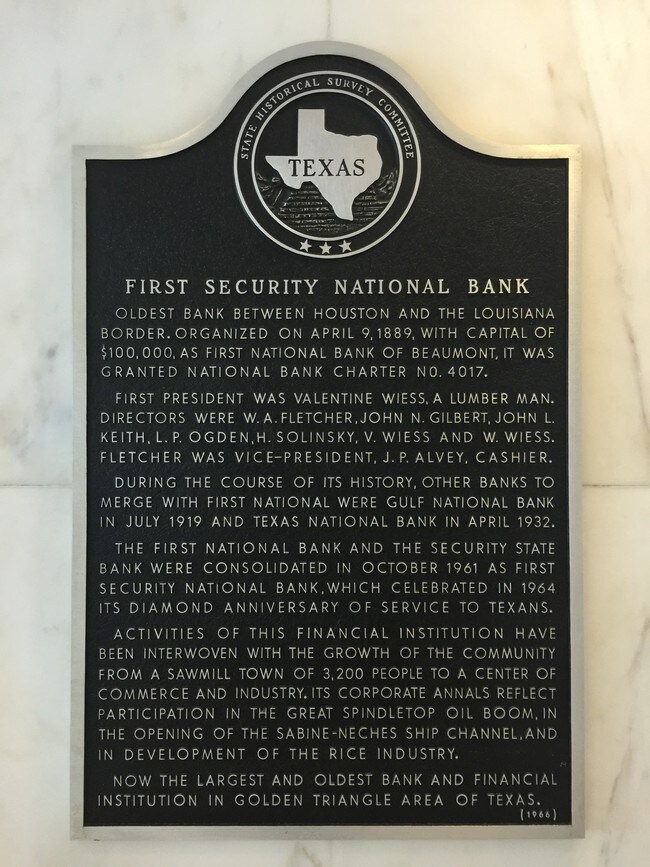 STATE HISTORICAL SURVEY COMMITTEE
TEXAS
FIRST SECURITY NATIONAL BANK
OLDEST BANK BETWEEN HOUSTON AND THE LOUISIANA
BORDER. ORGANIZED ON APRIL 9, 1889, WITH CAPITAL OF
$100,000, AS FIRST NATIONAL BANK OF BEAUMONT, IT WAS
GRANTED NATIONAL BANK CHARTER NO. 4017.
FIRST PRESIDENT WAS VALENTINE WIESS, A LUMBER MAN.
DIRECTORS WERE W. A. FLETCHER, JOHN N. GILBERT, JOHN L.
KEITH, L. P. OGDEN, H. SOLINSKY, V. WIESS AND W. WIESS.
FLETCHER WAS VICE-PRESIDENT, J. P. ALVEY, CASHIER.
DURING THE COURSE OF ITS HISTORY, OTHER BANKS TO
MERGE WITH FIRST NATIONAL WERE GULF NATIONAL BANK
IN JULY 1919 AND TEXAS NATIONAL BANK IN APRIL 1932.
THE FIRST NATIONAL BANK AND THE SECURITY STATE
BANK WERE CONSOLIDATED IN OCTOBER 1961 AS FIRST
SECURITY NATIONAL BANK, WHICH CELEBRATED IN 1964
ITS DIAMOND ANNIVERSARY OF SERVICE TO TEXANS.
ACTIVITIES OF THIS FINANCIAL INSTITUTION HAVE
BEEN INTERWOVEN WITH THE GROWTH OF THE COMMUNITY
FROM A SAWMILL TOWN OF 3,200 PEOPLE TO A CENTER OF
COMMERCE AND INDUSTRY. ITS CORPORATE ANNALS REFLECT
PARTICIPATION IN THE GREAT SPINDLETOP OIL BOOM, IN
THE OPENING OF THE SABINE-NECHES SHIP CHANNEL, AND
IN DEVELOPMENT OF THE RICE INDUSTRY.
NOW THE LARGEST AND OLDEST BANK AND FINANCIAL
INSTITUTION IN GOLDEN TRIANGLE AREA OF TEXAS.
(1966)